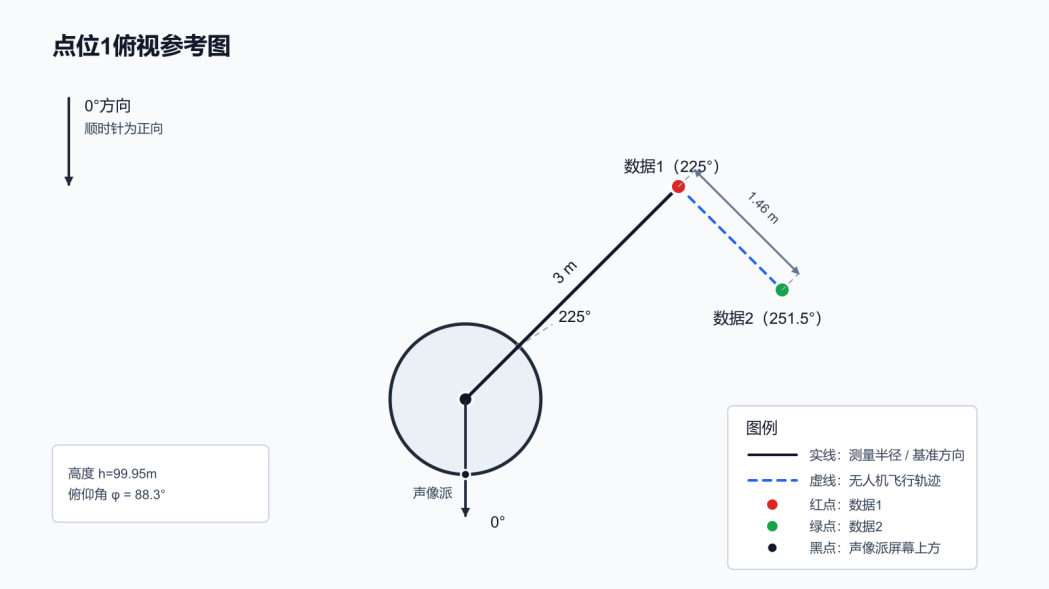 点位1俯视参考图
0°方向
顺时针为正向
数据1（225°）
1.46 m
3 m
225°
数据2（251.5°）
声像派
0°
高度 h=99.95m
俯仰角 φ = 88.3°
图例
实线：测量半径 / 基准方向
虚线：无人机飞行轨迹
红点：数据1
绿点：数据2
黑点：声像派屏幕上方